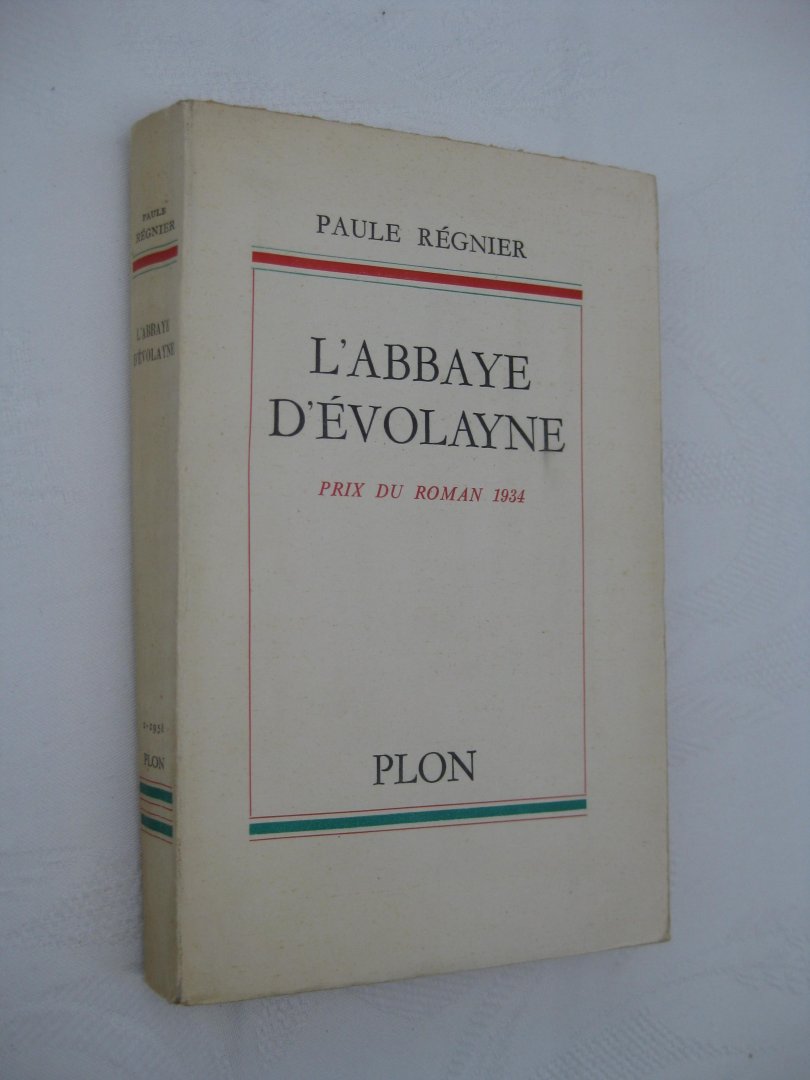 PAULE RÉGNIER
L'ABBAYE
D'ÉVOLAYNE
PRIX DU ROMAN 1934
PLON
PAULE
RÉGNIER
L'ABBAYE
D'ÉVOLAYNE
PLON